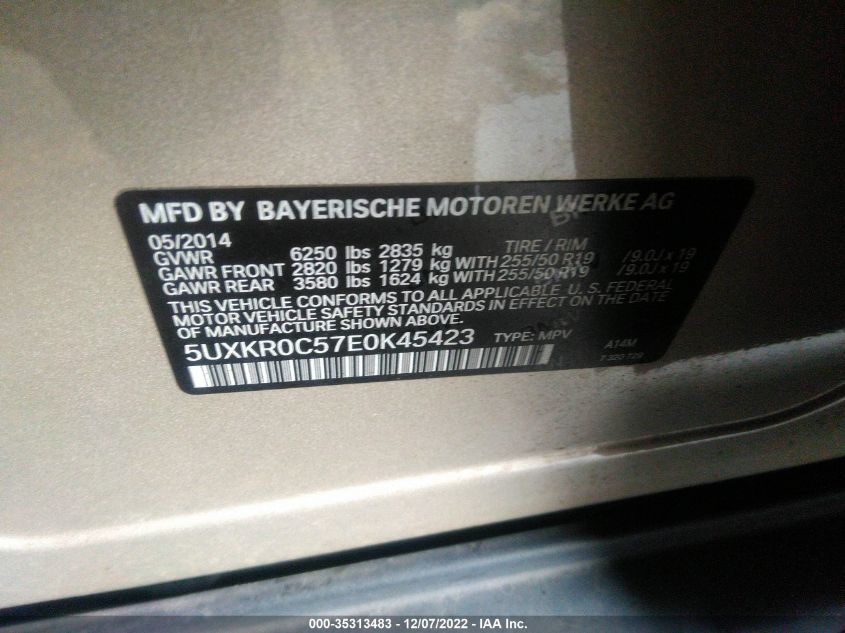 MFD BY BAYERISCHE MOTOREN WERKE AG
05/2014 TIRE / RIM
GVWR 6250 lbs 2835 kg
GAWR FRONT 2820 lbs 1279 kg WITH 255/50 R19 /9.0J x 19
GAWR REAR 3580 lbs 1624 kg WITH 255/50 R19 /9.0J x 19
THIS VEHICLE CONFORMS TO ALL APPLICABLE U.S. FEDERAL
MOTOR VEHICLE SAFETY STANDARDS IN EFFECT ON THE DATE
OF MANUFACTURE SHOWN ABOVE.
5UXKR0C57E0K45423 TYPE: MPV A14M
7 320 729
000-35313483 - 12/07/2022 - IAA Inc.